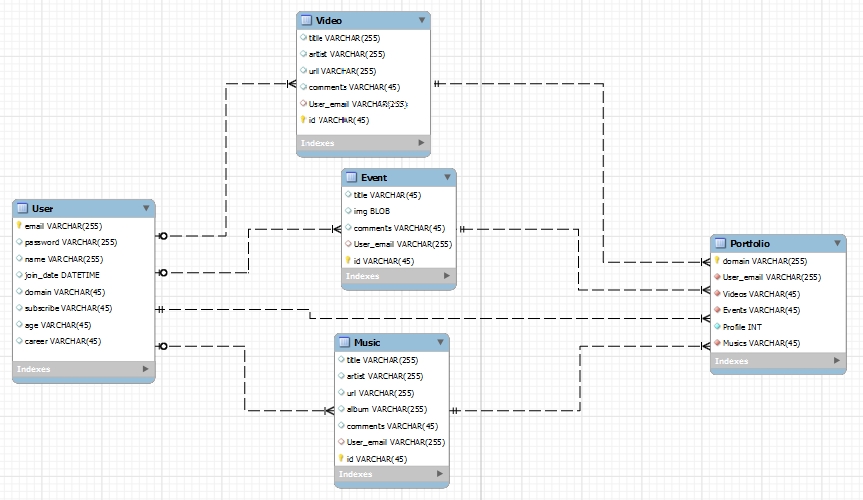 Video
title VARCHAR(255)
artist VARCHAR(255)
url VARCHAR(255)
comments VARCHAR(45)
User_email VARCHAR(255)
id VARCHAR(45)
Indexes
Event
title VARCHAR(45)
img BLOB
comments VARCHAR(45)
User_email VARCHAR(255)
id VARCHAR(45)
Indexes
User
email VARCHAR(255)
password VARCHAR(255)
name VARCHAR(255)
join_date DATETIME
domain VARCHAR(45)
subscribe VARCHAR(45)
age VARCHAR(45)
career VARCHAR(45)
Indexes
Music
title VARCHAR(255)
artist VARCHAR(255)
url VARCHAR(255)
album VARCHAR(255)
comments VARCHAR(45)
User_email VARCHAR(255)
id VARCHAR(45)
Indexes
Portfolio
domain VARCHAR(255)
User_email VARCHAR(255)
Videos VARCHAR(45)
Events VARCHAR(45)
Profile INT
Musics VARCHAR(45)
Indexes